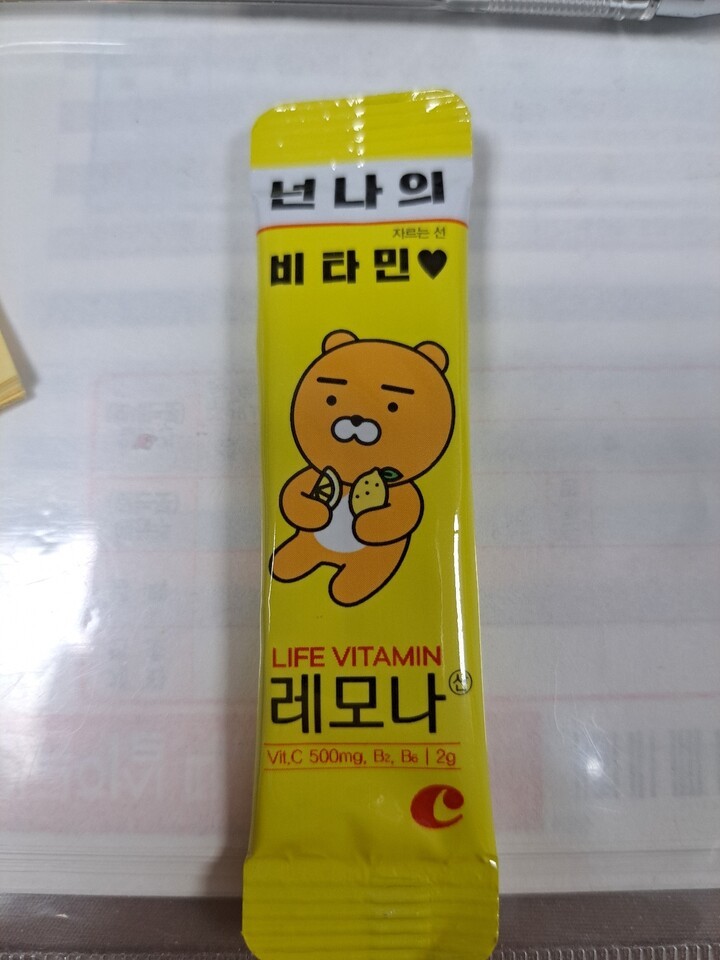 넌 나의
자르는 선
비타민♥
LIFE VITAMIN
레모나 산
Vit.C 500mg, B₂, B₆ | 2g